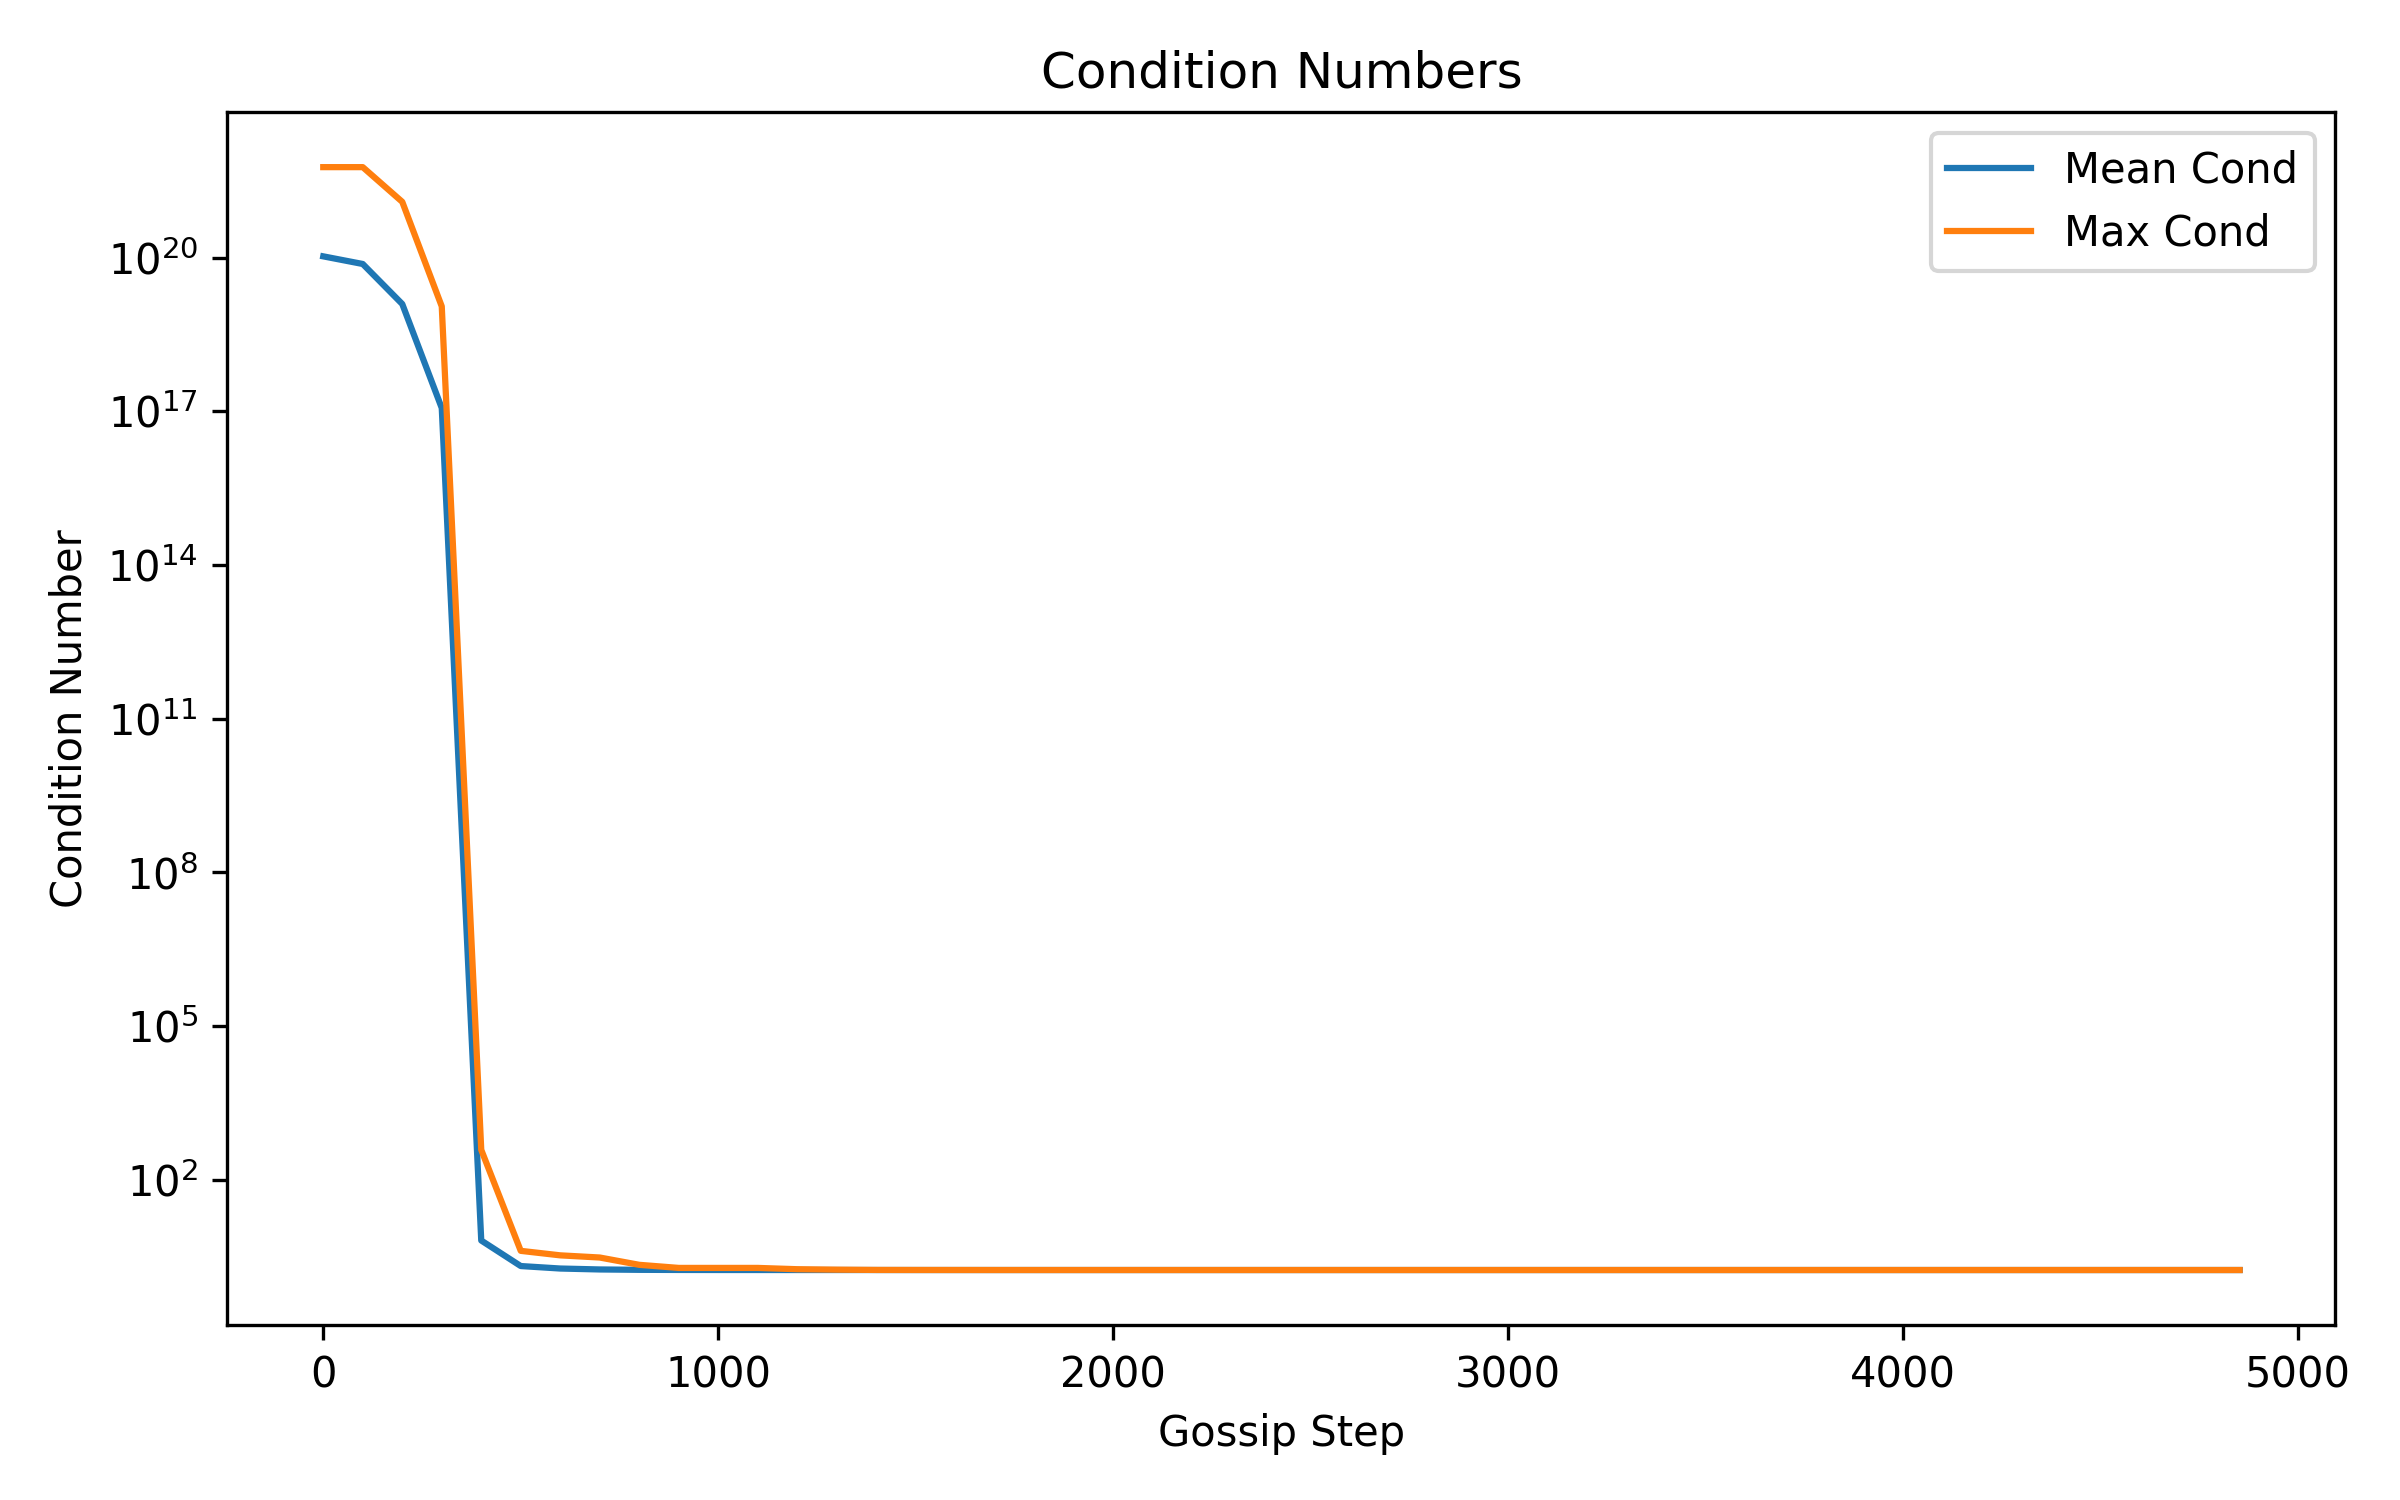 Condition Numbers
Mean Cond
Max Cond
Condition Number
10^20
10^17
10^14
10^11
10^8
10^5
10^2
0 1000 2000 3000 4000 5000
Gossip Step